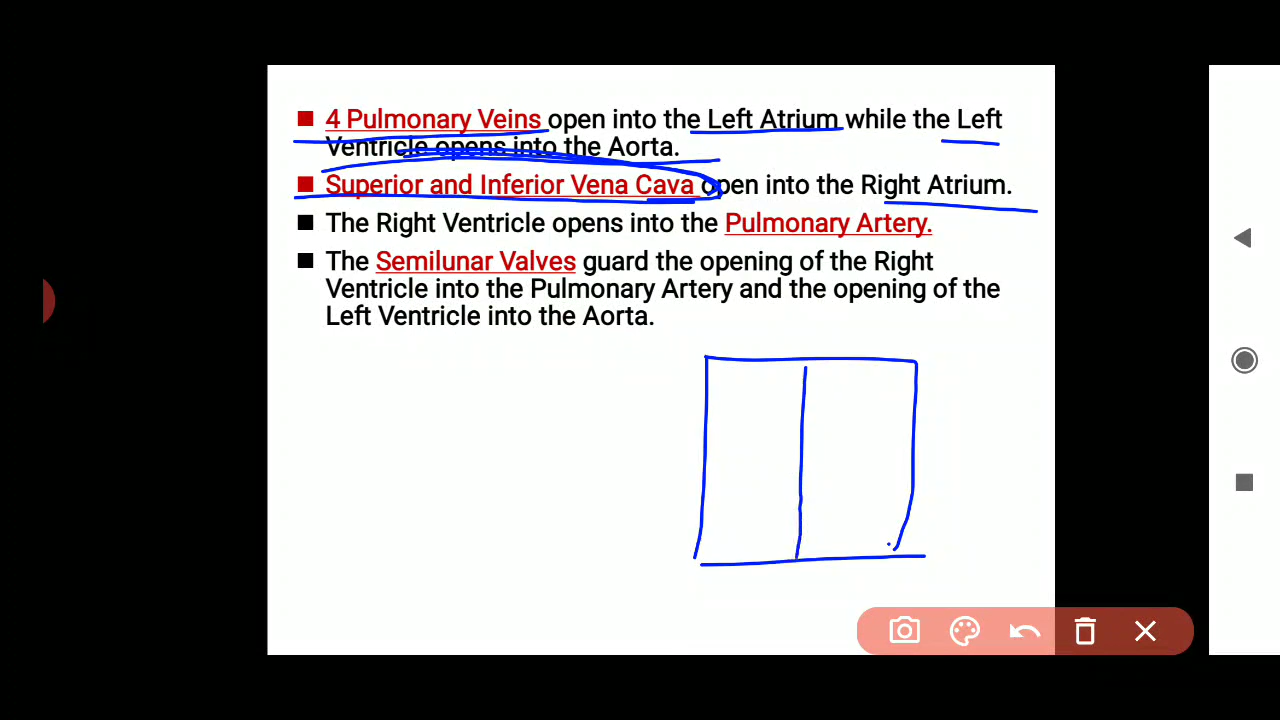 4 Pulmonary Veins open into the Left Atrium while the Left
Ventricle opens into the Aorta.
Superior and Inferior Vena Cava open into the Right Atrium.
The Right Ventricle opens into the Pulmonary Artery.
The Semilunar Valves guard the opening of the Right
Ventricle into the Pulmonary Artery and the opening of the
Left Ventricle into the Aorta.